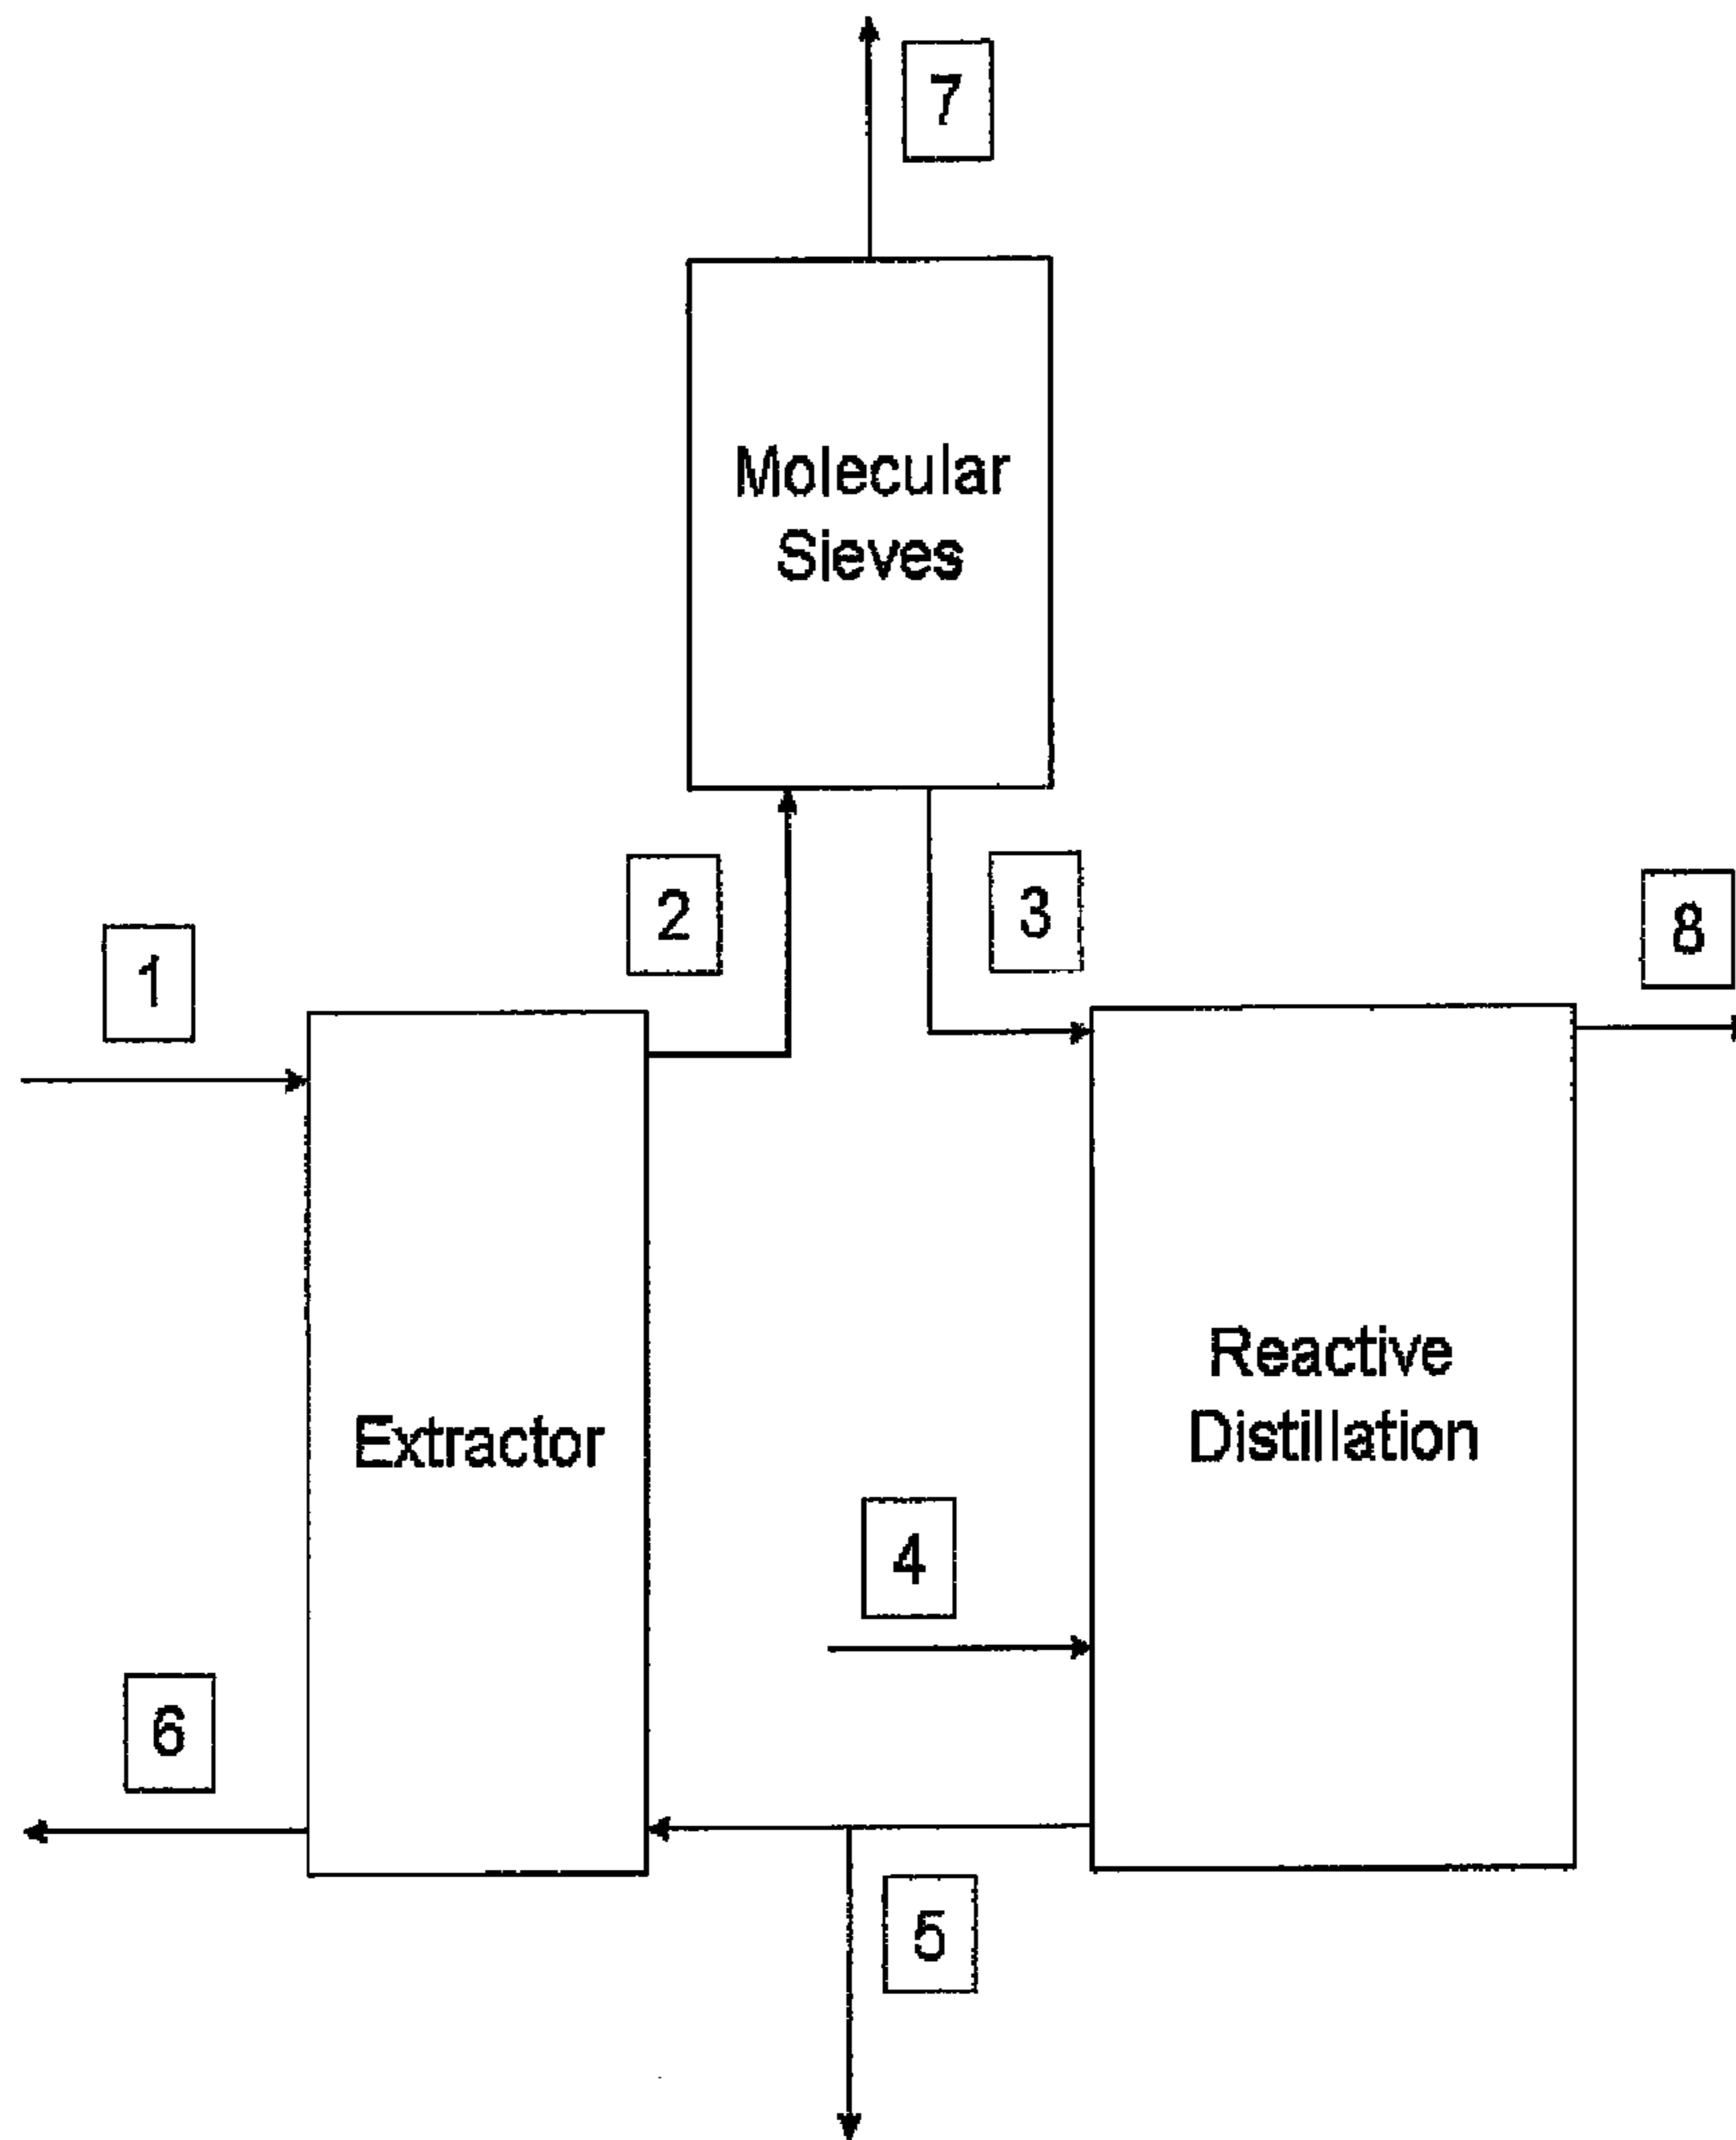 7
Molecular
Sieves
2
3
8
1
Reactive
Distillation
Extractor
4
6
5